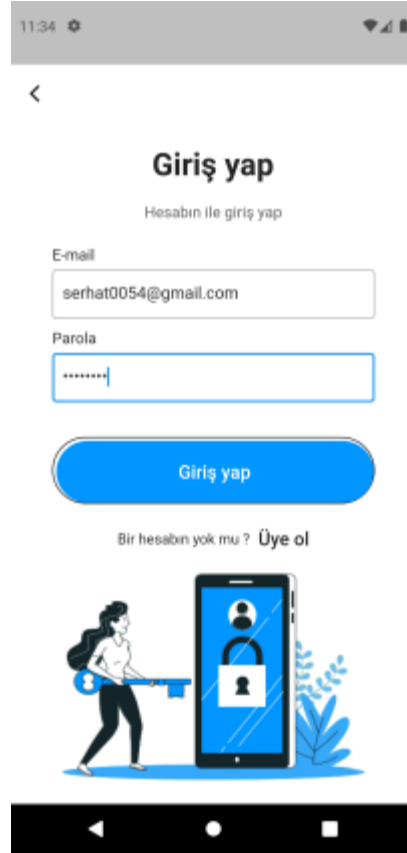 11:34
Giriş yap
Hesabın ile giriş yap
E-mail
serhat0054@gmail.com
Parola
••••••••
Giriş yap
Bir hesabın yok mu ? Üye ol